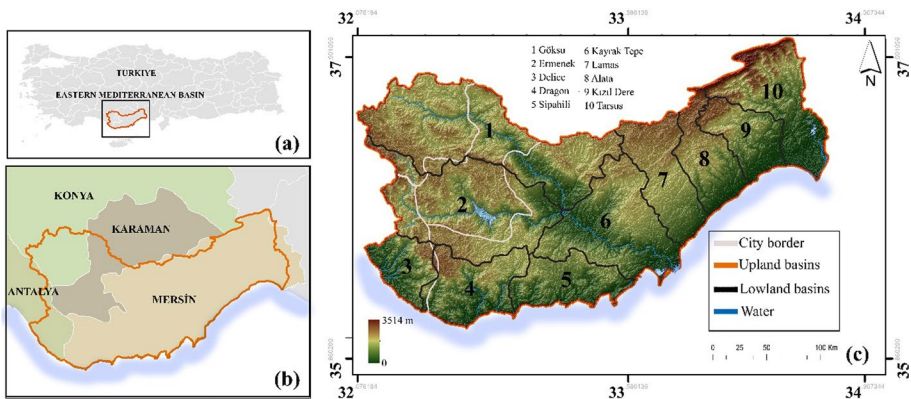 TURKIYE
EASTERN MEDITERRANEAN BASIN
(a)
KONYA
KARAMAN
ANTALYA
MERSİN
(b)
32
33
34
37
35
32
33
34
1 Göksu
2 Ermenek
3 Delice
4 Dragon
5 Sipahili
6 Kayrak Tepe
7 Lamas
8 Alata
9 Kızıl Dere
10 Tarsus
N
1
2
3
4
5
6
7
8
9
10
City border
Upland basins
Lowland basins
Water
3514 m
0
0 25 50 100 Km
(c)